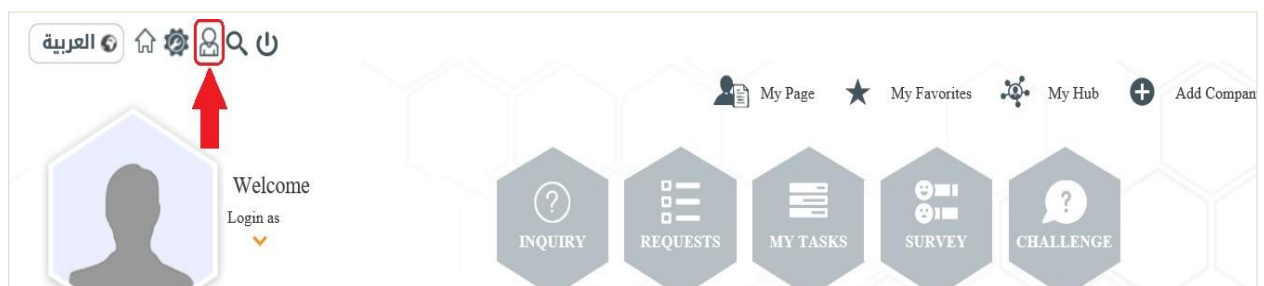 العربية
My Page
My Favorites
My Hub
Add Compan
Welcome
Login as
INQUIRY
REQUESTS
MY TASKS
SURVEY
CHALLENGE